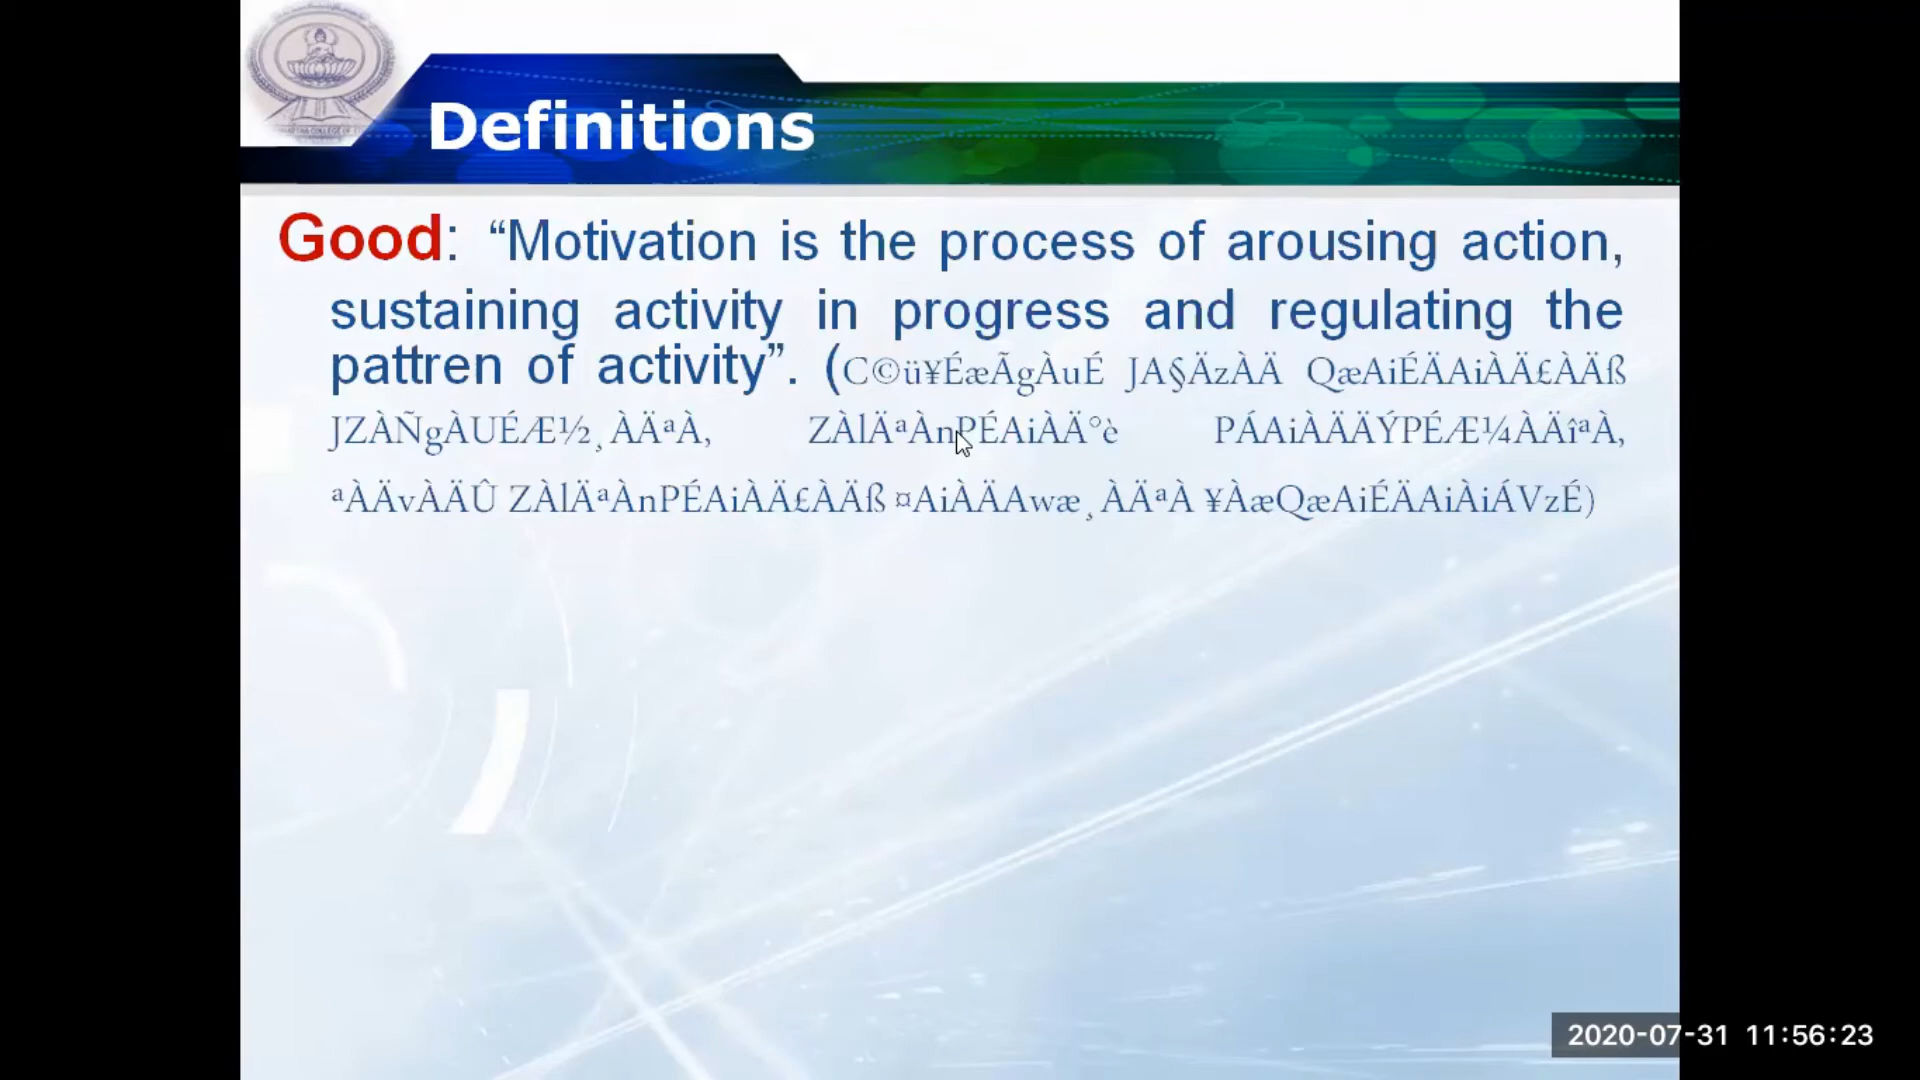 Definitions
Good: “Motivation is the process of arousing action,
sustaining activity in progress and regulating the
pattren of activity”. (C©ü¥ÉæÃgÀuÉ JA§ÄzÀÄ QæAiÉÄAiÀÄ£ÀÄß
JZÀÑgÀUÉÆ½¸ÀÄªÀ, ZÀlÄªÀnPÉAiÀÄ°è PÁAiÀÄÄÝPÉÆ¼ÀÄîªÀ,
ªÀÄvÀÄÛ ZÀlÄªÀnPÉAiÀÄ£ÀÄß ¤AiÀÄAwæ¸ÀÄªÀ ¥ÀæQæAiÉÄAiÀiÁVzÉ)
2020-07-31 11:56:23